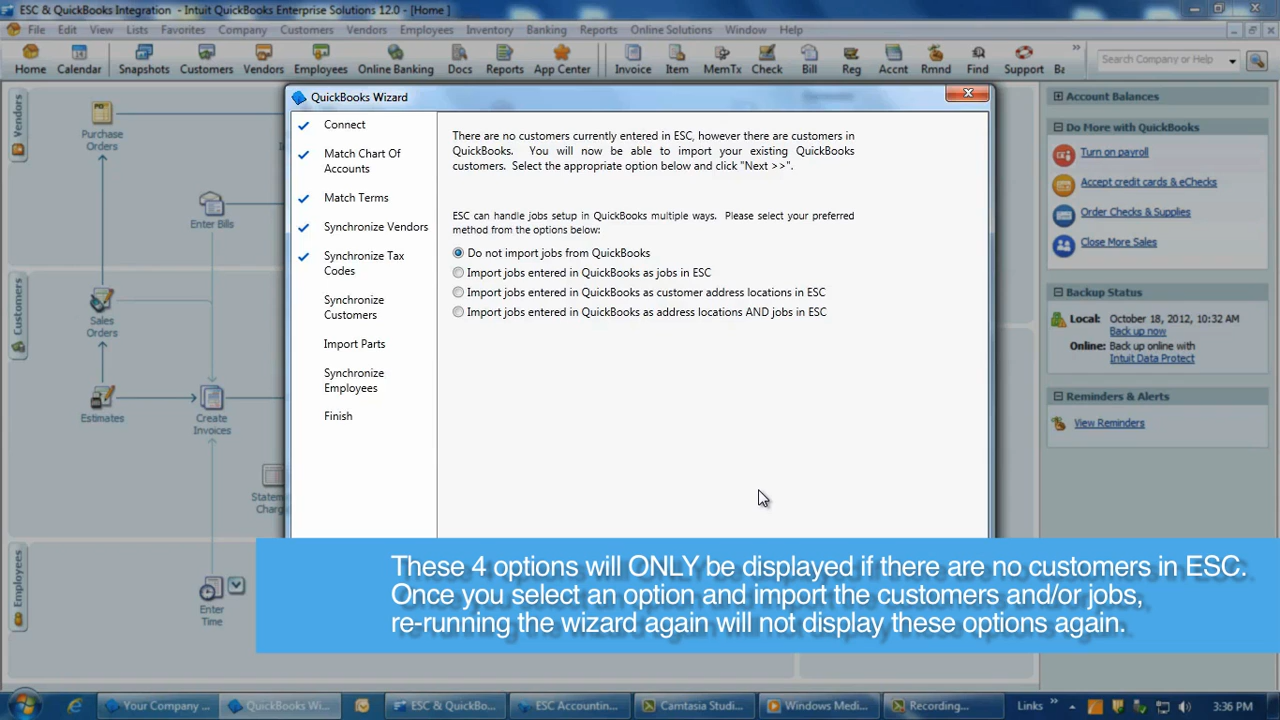 ESC & QuickBooks Integration - Intuit QuickBooks Enterprise Solutions 12.0 - [Home ]
File Edit View Lists Favorites Company Customers Vendors Employees Inventory Banking Reports Online Solutions Window Help
Home Calendar Snapshots Customers Vendors Employees Online Banking Docs Reports App Center Invoice Item MemTx Check Bill Reg Accnt Rmnd Find Support Ba
Search Company or Help
Vendors
Purchase
Orders
Enter Bills
Customers
Sales
Orders
Estimates
Create
Invoices
Statem
Charg
Employees
Enter
Time
QuickBooks Wizard
Connect
Match Chart Of
Accounts
Match Terms
Synchronize Vendors
Synchronize Tax
Codes
Synchronize
Customers
Import Parts
Synchronize
Employees
Finish
There are no customers currently entered in ESC, however there are customers in
QuickBooks. You will now be able to import your existing QuickBooks
customers. Select the appropriate option below and click "Next >>".
ESC can handle jobs setup in QuickBooks multiple ways. Please select your preferred
method from the options below:
Do not import jobs from QuickBooks
Import jobs entered in QuickBooks as jobs in ESC
Import jobs entered in QuickBooks as customer address locations in ESC
Import jobs entered in QuickBooks as address locations AND jobs in ESC
Account Balances
Do More with QuickBooks
Turn on payroll
Accept credit cards & eChecks
Order Checks & Supplies
Close More Sales
Backup Status
Local: October 18, 2012, 10:32 AM
Back up now
Online: Back up online with
Intuit Data Protect
Reminders & Alerts
View Reminders
These 4 options will ONLY be displayed if there are no customers in ESC.
Once you select an option and import the customers and/or jobs,
re-running the wizard again will not display these options again.
Your Company ... QuickBooks Wi... ESC & QuickBo... ESC Accountin... Camtasia Studi... Windows Medi... Recording... Links 3:36 PM